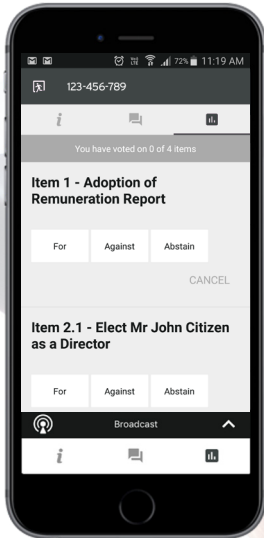 72% 11:19 AM
123-456-789
i
You have voted on 0 of 4 items
Item 1 - Adoption of
Remuneration Report
For Against Abstain
CANCEL
Item 2.1 - Elect Mr John Citizen
as a Director
For Against Abstain
Broadcast
i